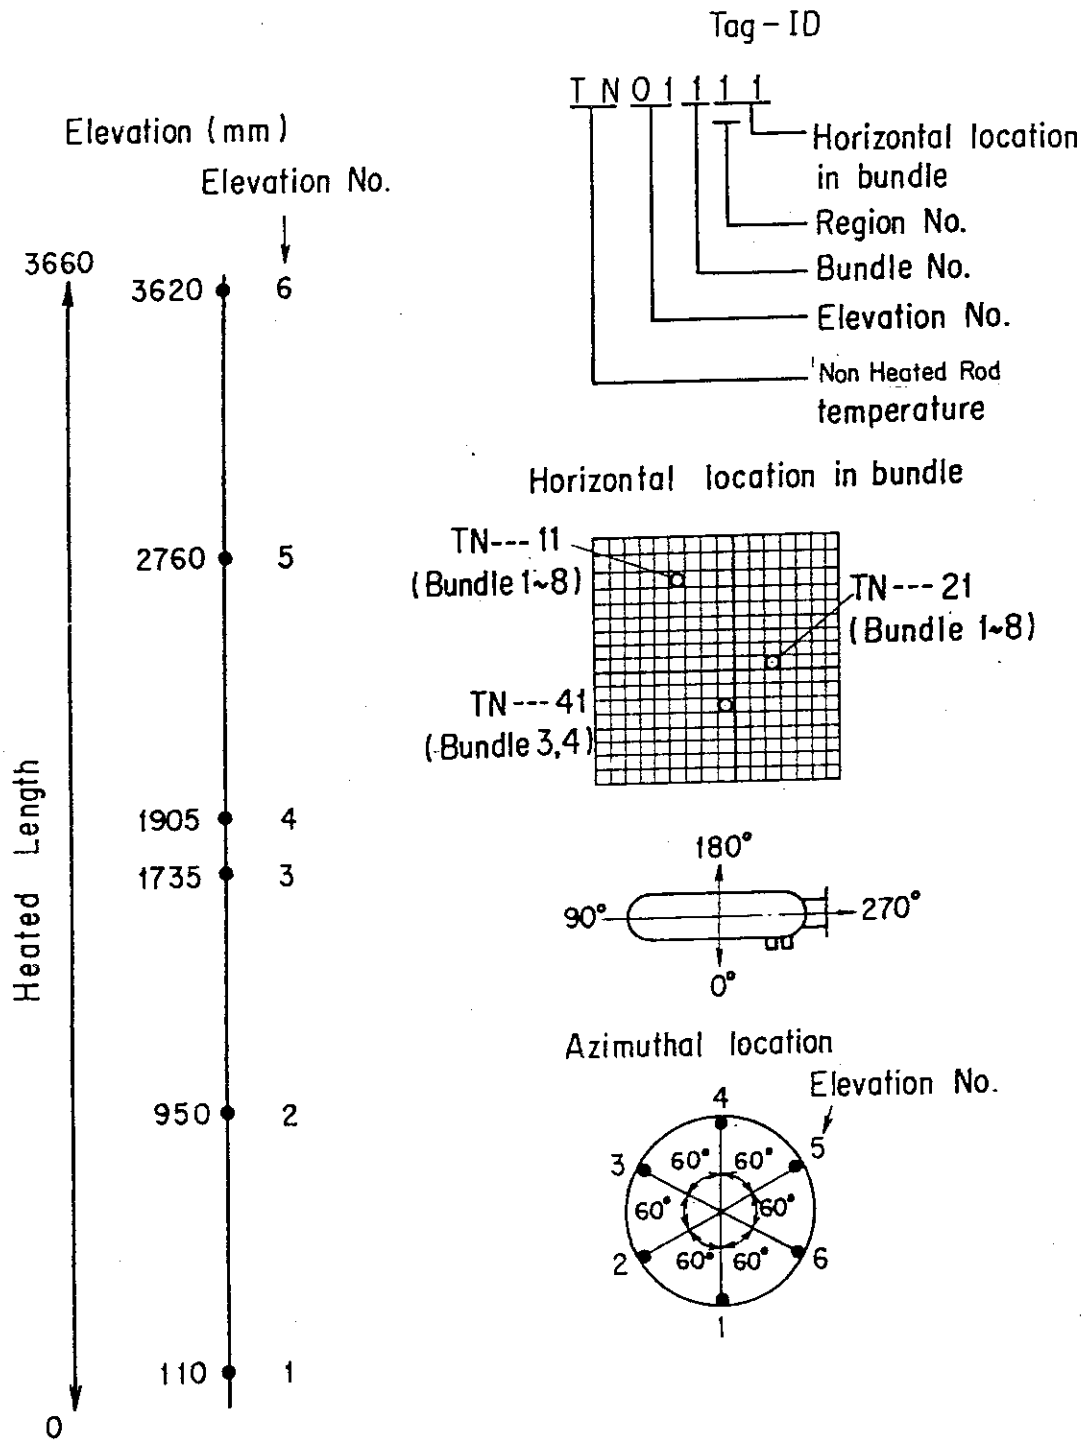 Tag-ID
T N 0 1 1 1 1
Horizontal location
in bundle
Region No.
Bundle No.
Elevation No.
Non Heated Rod
temperature
Elevation (mm)
Elevation No.
3660
3620 6
2760 5
1905 4
1735 3
950 2
110 1
0
Heated Length
Horizontal location in bundle
TN---11
(Bundle 1~8)
TN---21
(Bundle 1~8)
TN---41
(Bundle 3,4)
180°
90° 270°
0°
Azimuthal location
Elevation No.
4
3 60° 60° 5
60° 60°
2 60° 60° 6
1